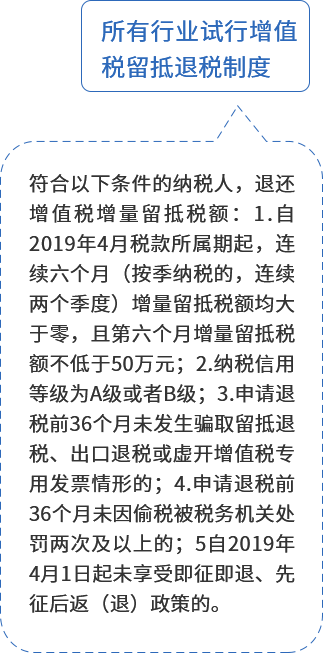 所有行业试行增值
税留抵退税制度
符合以下条件的纳税人，退还
增值税增量留抵税额：1.自
2019年4月税款所属期起，连
续六个月（按季纳税的，连续
两个季度）增量留抵税额均大
于零，且第六个月增量留抵税
额不低于50万元；2.纳税信用
等级为A级或者B级；3.申请退
税前36个月未发生骗取留抵退
税、出口退税或虚开增值税专
用发票情形的；4.申请退税前
36个月未因偷税被税务机关处
罚两次及以上的；5自2019年
4月1日起未享受即征即退、先
征后返（退）政策的。